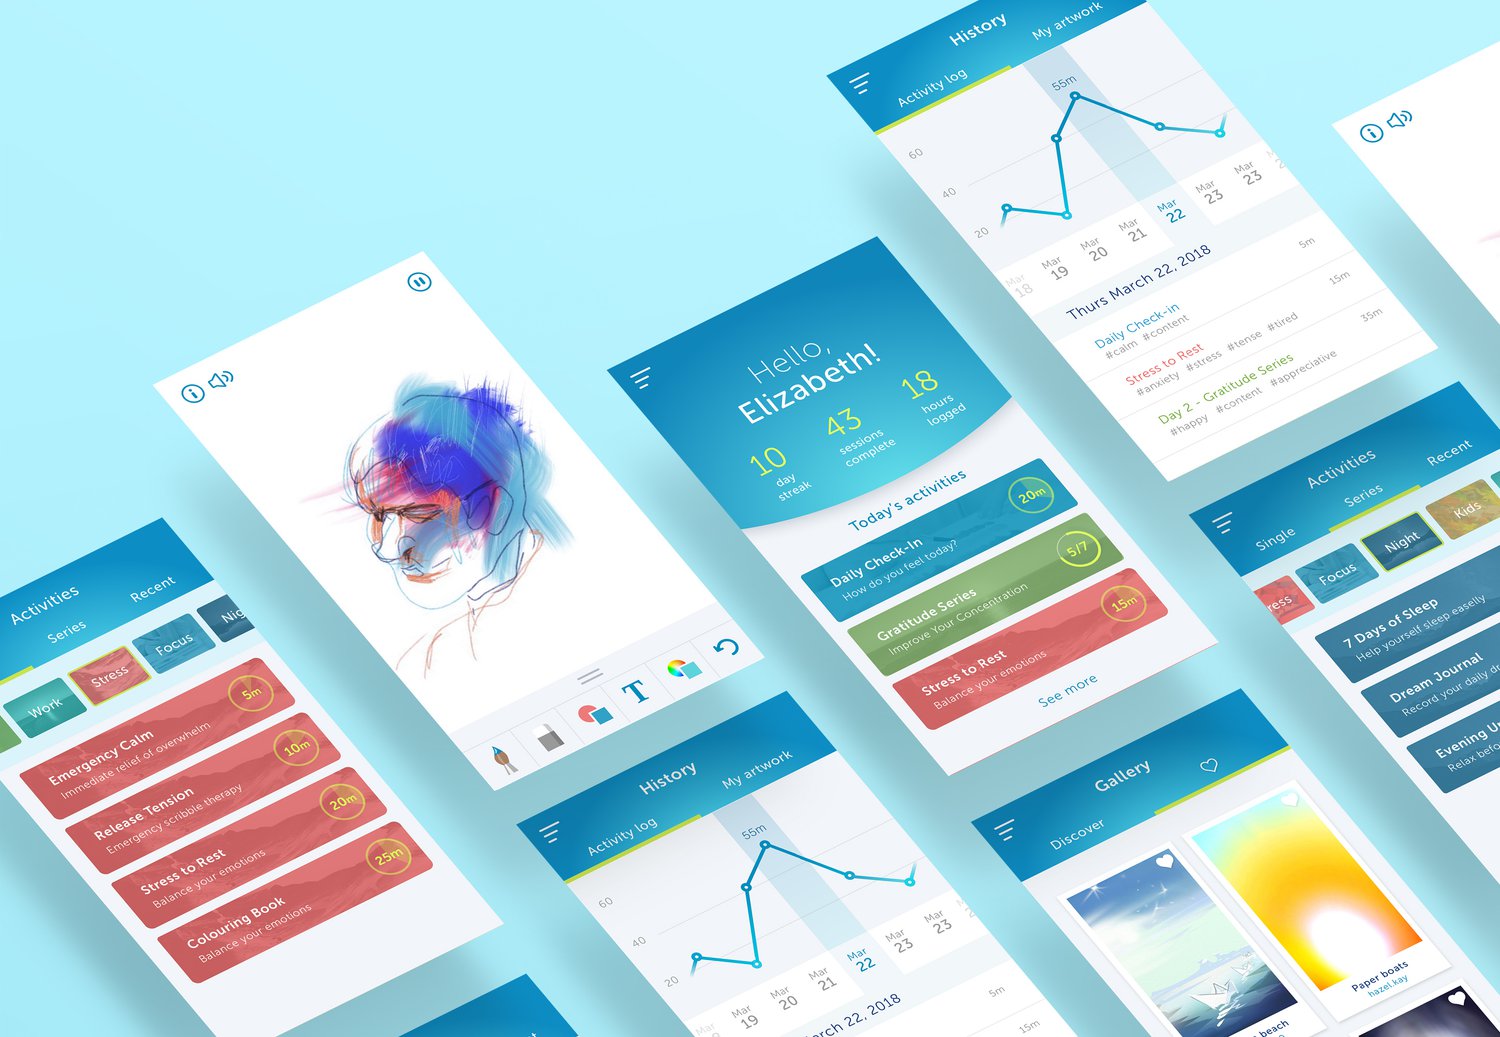 History
My artwork
Activity log
55m
60
40
20
Mar 18
Mar 19
Mar 20
Mar 21
Mar 22
Mar 23
Mar 23
Thurs March 22, 2018
5m
Daily Check-in
#calm #content
15m
Stress to Rest
#anxiety #stress #tense #tired
35m
Day 2 - Gratitude Series
#happy #content #appreciative
Hello,
Elizabeth!
10 day streak
43 sessions complete
18 hours logged
Today's activities
Daily Check-In
How do you feel today?
20m
Gratitude Series
Improve Your Concentration
5/7
Stress to Rest
Balance your emotions
15m
See more
T
Activities
Series
Recent
Work
Stress
Focus
Nig
Emergency Calm
Immediate relief of overwhelm
5m
Release Tension
Emergency scribble therapy
10m
Stress to Rest
Balance your emotions
20m
Colouring Book
Balance your emotions
25m
Activities
Single
Series
Recent
ress
Focus
Night
Kids
7 Days of Sleep
Help yourself sleep easelly
Dream Journal
Record your daily dr
Evening U
Relax befo
History
My artwork
Activity log
55m
60
40
20
Mar 19
Mar 20
Mar 21
Mar 22
Mar 23
Mar 23
arch 22, 2018
5m
15m
Gallery
Discover
Paper boats
hazel.kay
beach